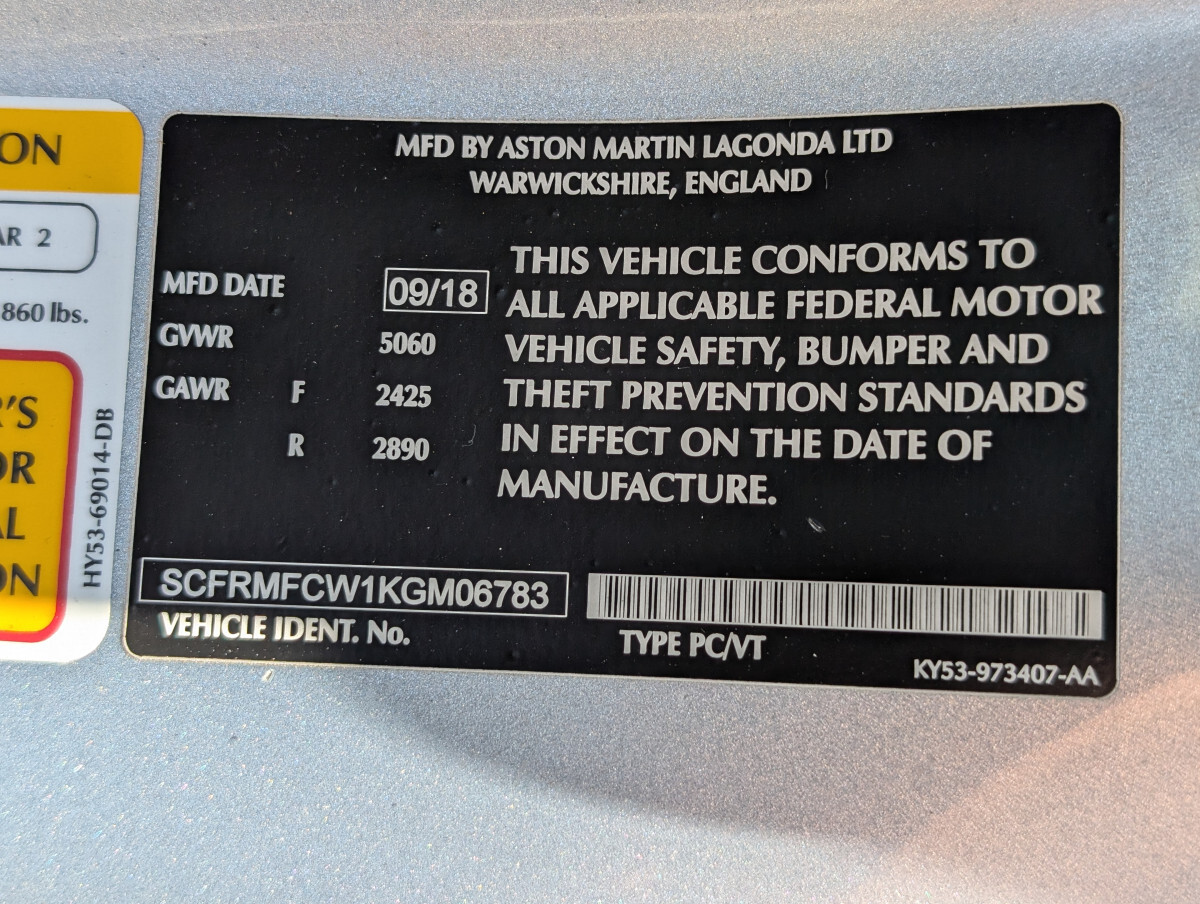 ON
AR 2
860 lbs.
R'S
OR
AL
ON
HY53-69014-DB
MFD BY ASTON MARTIN LAGONDA LTD
WARWICKSHIRE, ENGLAND
MFD DATE 09/18
GVWR 5060
GAWR F 2425
R 2890
THIS VEHICLE CONFORMS TO
ALL APPLICABLE FEDERAL MOTOR
VEHICLE SAFETY, BUMPER AND
THEFT PREVENTION STANDARDS
IN EFFECT ON THE DATE OF
MANUFACTURE.
SCFRMFCW1KGM06783
VEHICLE IDENT. No.
TYPE PC/VT
KY53-973407-AA